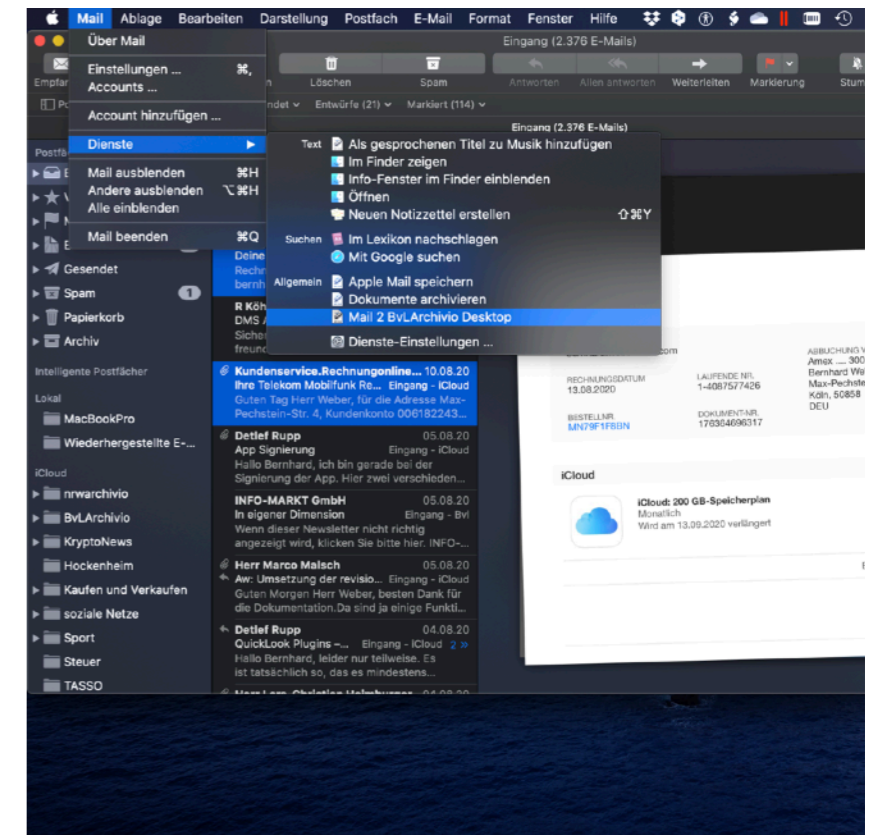 Mail Ablage Bearbeiten Darstellung Postfach E-Mail Format Fenster Hilfe
Über Mail
Einstellungen ... ⌘,
Accounts ...
Account hinzufügen ...
Dienste
Mail ausblenden ⌘H
Andere ausblenden ⌥⌘H
Alle einblenden
Mail beenden ⌘Q
Eingang (2.376 E-Mails)
Löschen Spam Antworten Allen antworten Weiterleiten Markierung
Entwürfe (21) Markiert (114)
Eingang (2.376 E-Mails)
Text Als gesprochenen Titel zu Musik hinzufügen
Im Finder zeigen
Info-Fenster im Finder einblenden
Öffnen
Neuen Notizzettel erstellen ⇧⌘Y
Suchen Im Lexikon nachschlagen
Mit Google suchen
Allgemein Apple Mail speichern
Dokumente archivieren
Mail 2 BvLArchivio Desktop
Dienste-Einstellungen ...
Gesendet
Spam 1
Papierkorb
Archiv
Intelligente Postfächer
Lokal
MacBookPro
Wiederhergestellte E-...
iCloud
nrwarchivio
BvLArchivio
KryptoNews
Hockenheim
Kaufen und Verkaufen
soziale Netze
Sport
Steuer
TASSO
Deine
R Köh
DMS
Kundenservice.Rechnungonline... 10.08.20
Ihre Telekom Mobilfunk Re... Eingang - iCloud
Guten Tag Herr Weber, für die Adresse Max-
Pechstein-Str. 4, Kundenkonto 006182243...
Detlef Rupp 05.08.20
App Signierung Eingang - iCloud
Hallo Bernhard, ich bin gerade bei der
Signierung der App. Hier zwei verschieden...
INFO-MARKT GmbH 05.08.20
In eigener Dimension Eingang - Bvl
Wenn dieser Newsletter nicht richtig
angezeigt wird, klicken Sie bitte hier. INFO-...
Herr Marco Malsch 05.08.20
Aw: Umsetzung der revisio... Eingang - iCloud
Guten Morgen Herr Weber, besten Dank für
die Dokumentation.Da sind ja einige Funkti...
Detlef Rupp 04.08.20
QuickLook Plugins –... Eingang - iCloud 2 »
Hallo Bernhard, leider nur teilweise. Es
ist tatsächlich so, das es mindestens...
RECHNUNGSDATUM
13.08.2020
LAUFENDE NR.
1-4087577426
BESTELLNR.
MN79F1FBBN
DOKUMENT-NR.
176384696317
ABBUCHUNG
Amex .... 300
Bernhard We
Max-Pechste
Köln, 50858
DEU
iCloud
iCloud: 200 GB-Speicherplan
Monatlich
Wird am 13.09.2020 verlängert